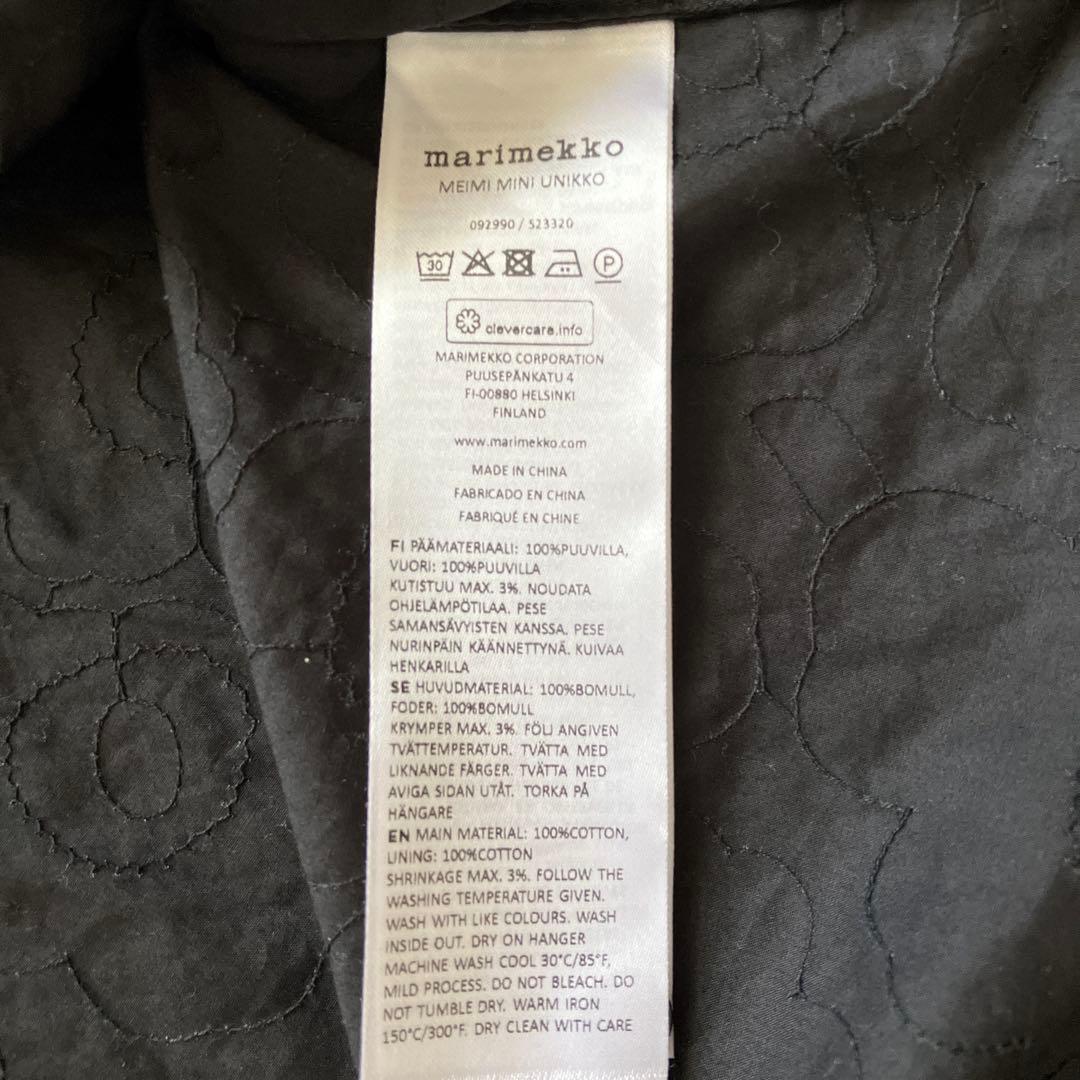 marimekko
MEIMI MINI UNIKKO
092990 / 523320
30 P
clevercare.info
MARIMEKKO CORPORATION
PUUSEPÄNKATU 4
FI-00880 HELSINKI
FINLAND
www.marimekko.com
MADE IN CHINA
FABRICADO EN CHINA
FABRIQUÉ EN CHINE
FI PÄÄMATERIAALI: 100%PUUVILLA,
VUORI: 100%PUUVILLA
KUTISTUU MAX. 3%. NOUDATA
OHJELÄMPÖTILAA. PESE
SAMANSÄVYISTEN KANSSA. PESE
NURINPÄIN KÄÄNNETTYNÄ. KUIVAA
HENKARILLA
SE HUVUDMATERIAL: 100%BOMULL,
FODER: 100%BOMULL
KRYMPER MAX. 3%. FÖLJ ANGIVEN
TVÄTTEMPERATUR. TVÄTTA MED
LIKNANDE FÄRGER. TVÄTTA MED
AVIGA SIDAN UTÅT. TORKA PÅ
HÄNGARE
EN MAIN MATERIAL: 100%COTTON,
LINING: 100%COTTON
SHRINKAGE MAX. 3%. FOLLOW THE
WASHING TEMPERATURE GIVEN.
WASH WITH LIKE COLOURS. WASH
INSIDE OUT. DRY ON HANGER
MACHINE WASH COOL 30°C/85°F,
MILD PROCESS. DO NOT BLEACH. DO
NOT TUMBLE DRY. WARM IRON
150°C/300°F. DRY CLEAN WITH CARE